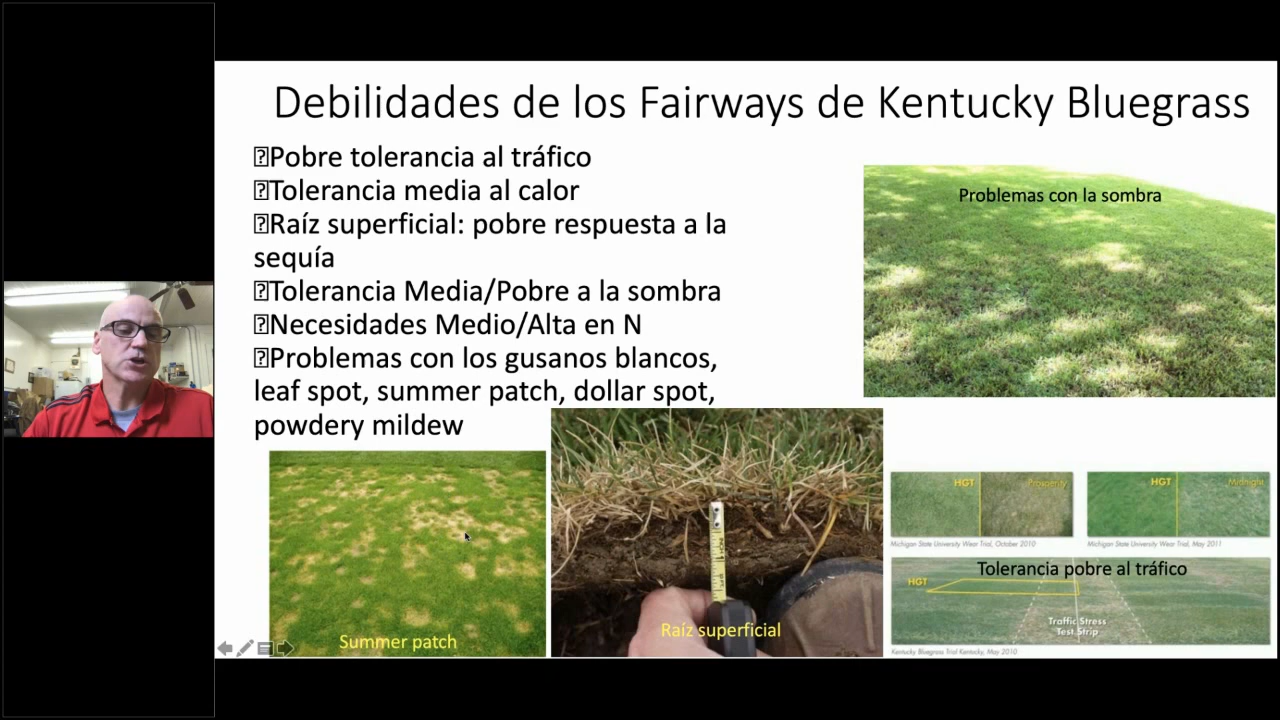 Debilidades de los Fairways de Kentucky Bluegrass
Pobre tolerancia al tráfico
Tolerancia media al calor
Raíz superficial: pobre respuesta a la
sequía
Tolerancia Media/Pobre a la sombra
Necesidades Medio/Alta en N
Problemas con los gusanos blancos,
leaf spot, summer patch, dollar spot,
powdery mildew
Problemas con la sombra
Summer patch
Raíz superficial
HGT
Prosperity
Michigan State University Wear Trial, October 2010
HGT
Midnight
Michigan State University Wear Trial, May 2011
Tolerancia pobre al tráfico
HGT
Traffic Stress
Test Strip
Kentucky Bluegrass Trial Kentucky, May 2010